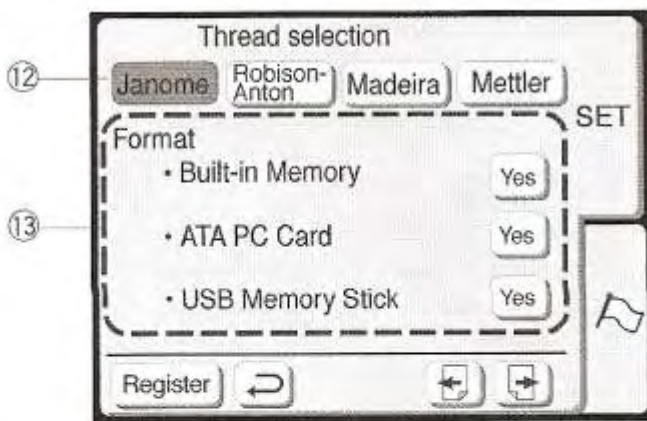 Thread selection
⑫ Janome Robison-Anton Madeira Mettler
SET
Format
• Built-in Memory Yes
⑬
• ATA PC Card Yes
• USB Memory Stick Yes
Register